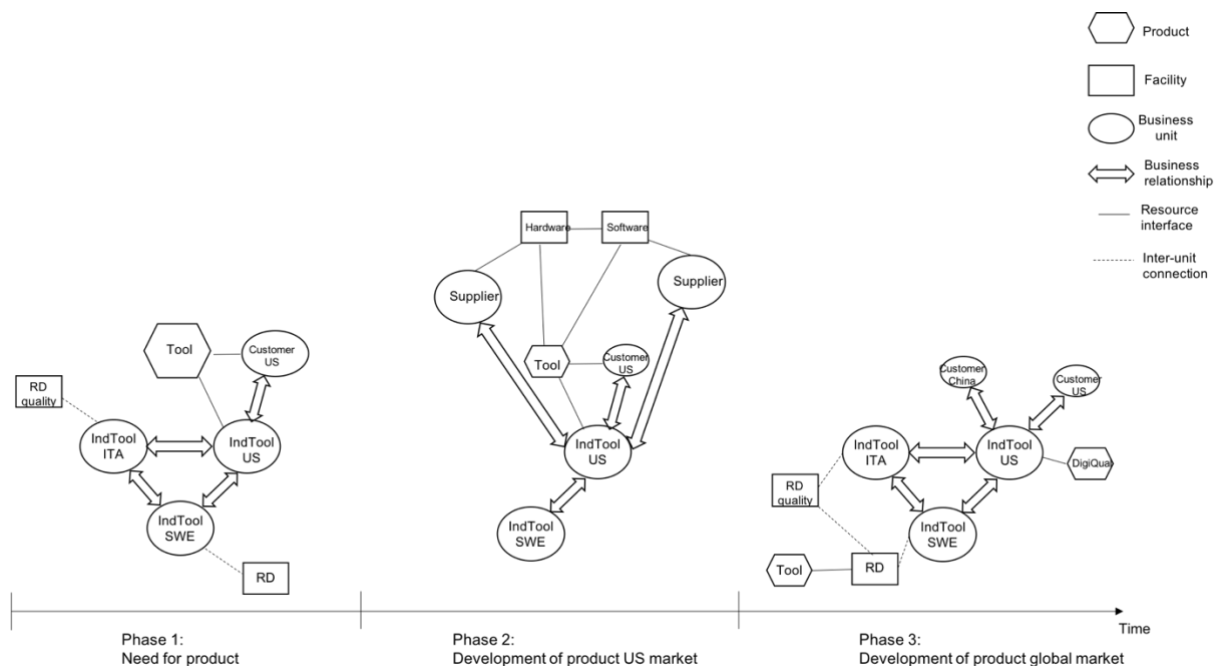 Product
Facility
Business
unit
Business
relationship
Resource
interface
Inter-unit
connection
Tool
Customer
US
RD
quality
IndTool
ITA
IndTool
US
IndTool
SWE
RD
Hardware
Software
Supplier
Supplier
Tool
Customer
US
IndTool
US
IndTool
SWE
Customer
China
Customer
US
IndTool
ITA
IndTool
US
DigiQual
RD
quality
IndTool
SWE
Tool
RD
Time
Phase 1:
Need for product
Phase 2:
Development of product US market
Phase 3:
Development of product global market